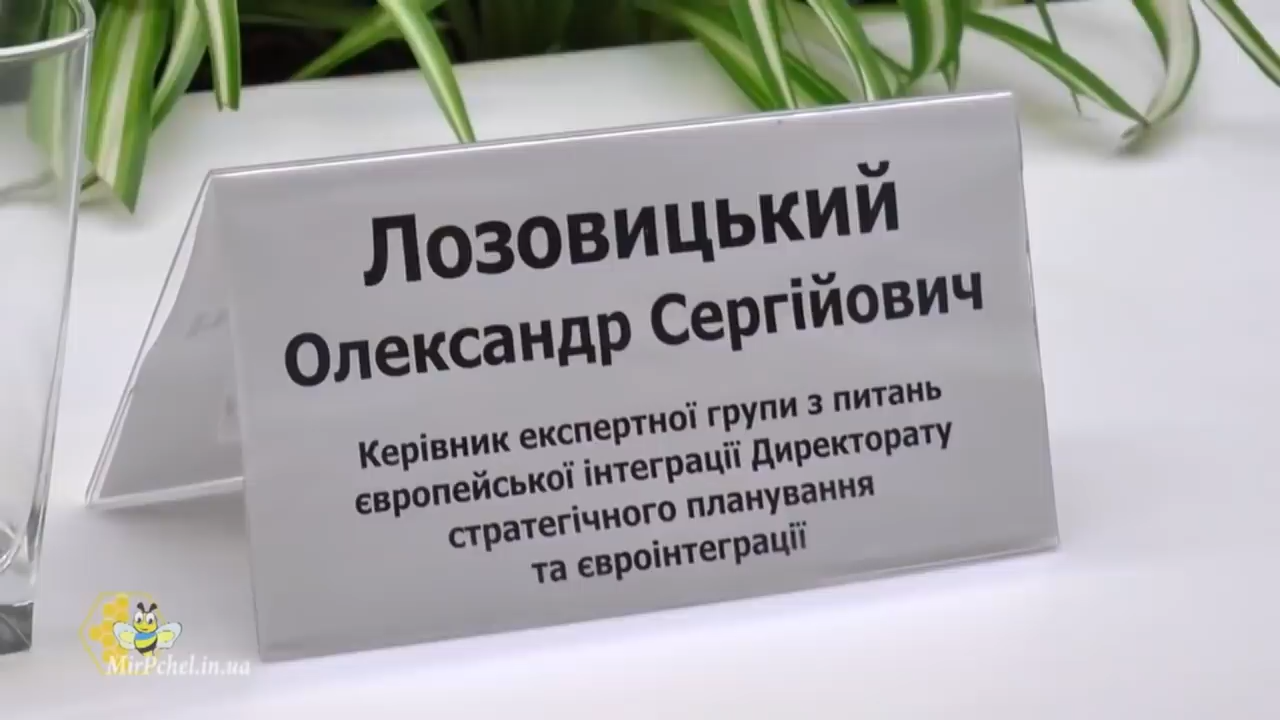 Лозовицький
Олександр Сергійович
Керівник експертної групи з питань
європейської інтеграції Директорату
стратегічного планування
та євроінтеграції
MirPchel.in.ua